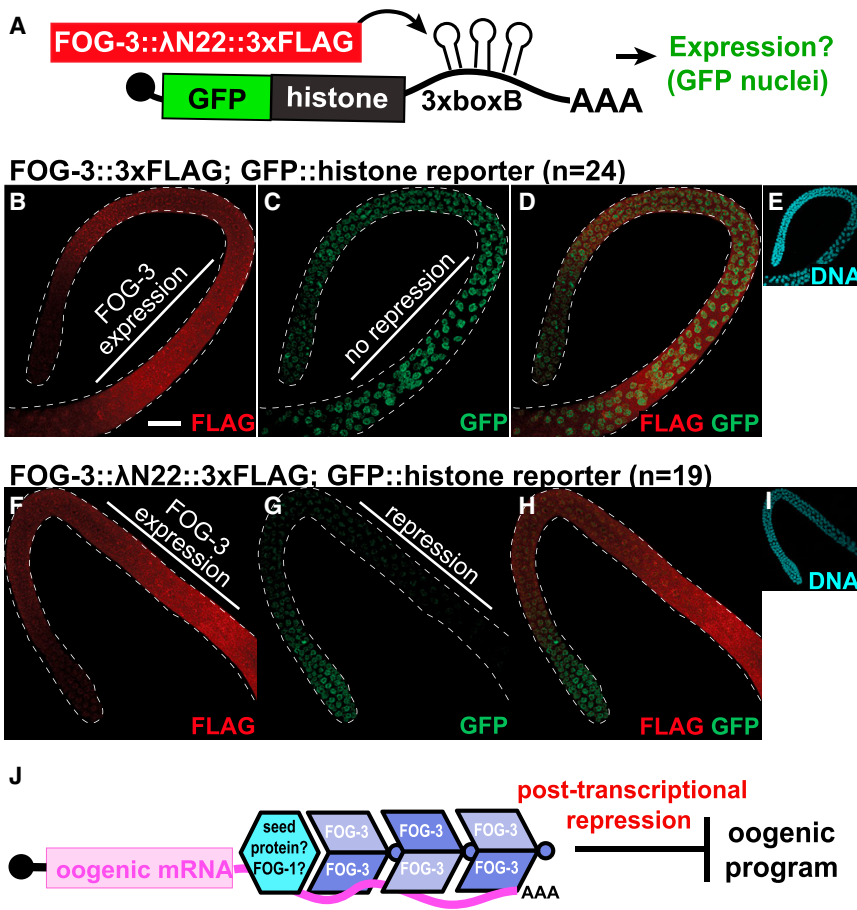 A
FOG-3::λN22::3xFLAG
GFP histone 3xboxB AAA
Expression?
(GFP nuclei)
FOG-3::3xFLAG; GFP::histone reporter (n=24)
B
FOG-3
expression
FLAG
C
no repression
GFP
D
FLAG GFP
E
DNA
FOG-3::λN22::3xFLAG; GFP::histone reporter (n=19)
F
FOG-3
expression
FLAG
G
repression
GFP
H
FLAG GFP
I
DNA
J
oogenic mRNA
seed
protein?
FOG-1?
FOG-3 FOG-3 FOG-3
FOG-3 FOG-3 FOG-3
AAA
post-transcriptional
repression
oogenic
program